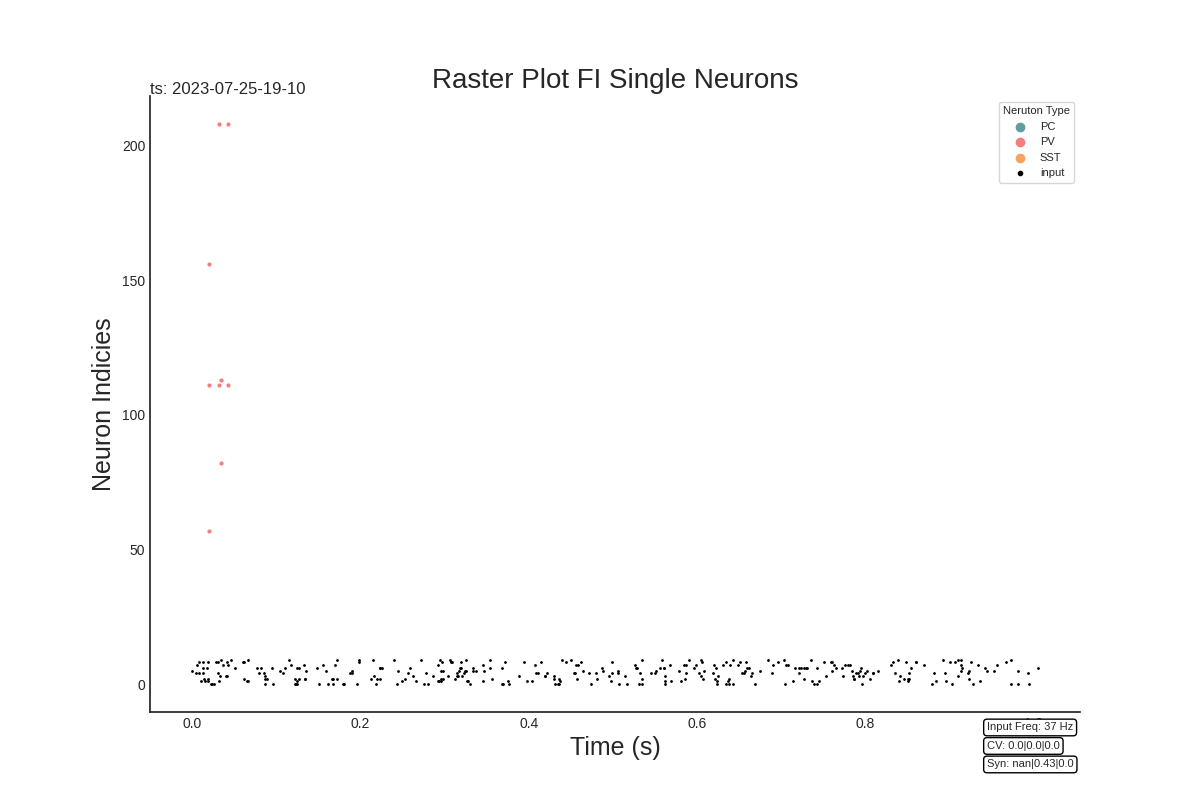 Raster Plot FI Single Neurons
ts: 2023-07-25-19-10
Neruton Type
PC
PV
SST
input
200
150
100
50
0
Neuron Indicies
0.0 0.2 0.4 0.6 0.8
Time (s)
Input Freq: 37 Hz
CV: 0.0|0.0|0.0
Syn: nan|0.43|0.0